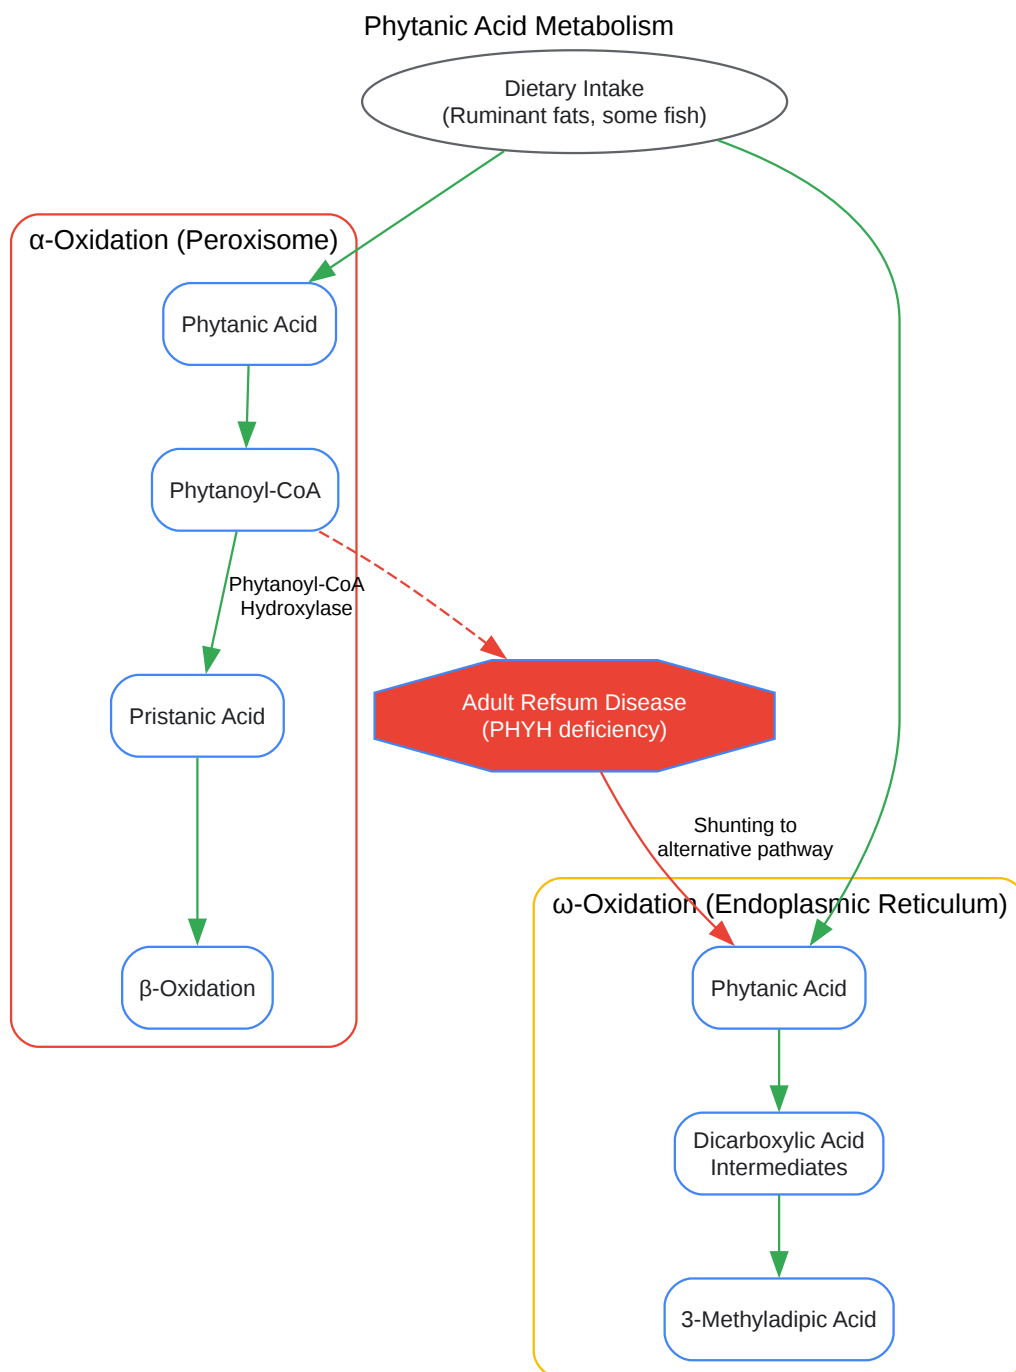 Phytanic Acid Metabolism
Dietary Intake
(Ruminant fats, some fish)
α-Oxidation (Peroxisome)
Phytanic Acid
Phytanoyl-CoA
Phytanoyl-CoA
Hydroxylase
Pristanic Acid
β-Oxidation
Adult Refsum Disease
(PHYH deficiency)
Shunting to
alternative pathway
ω-Oxidation (Endoplasmic Reticulum)
Phytanic Acid
Dicarboxylic Acid
Intermediates
3-Methyladipic Acid